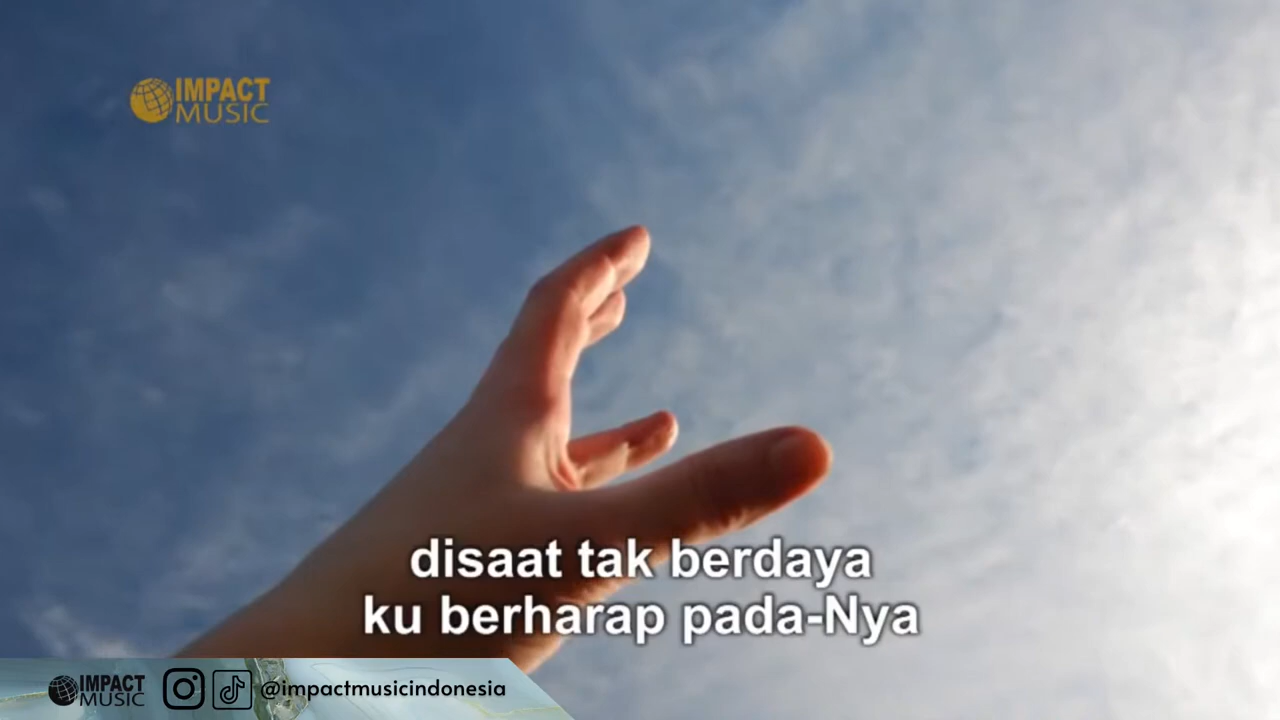 IMPACT
MUSIC
disaat tak berdaya
ku berharap pada-Nya
IMPACT
MUSIC
@impactmusicindonesia